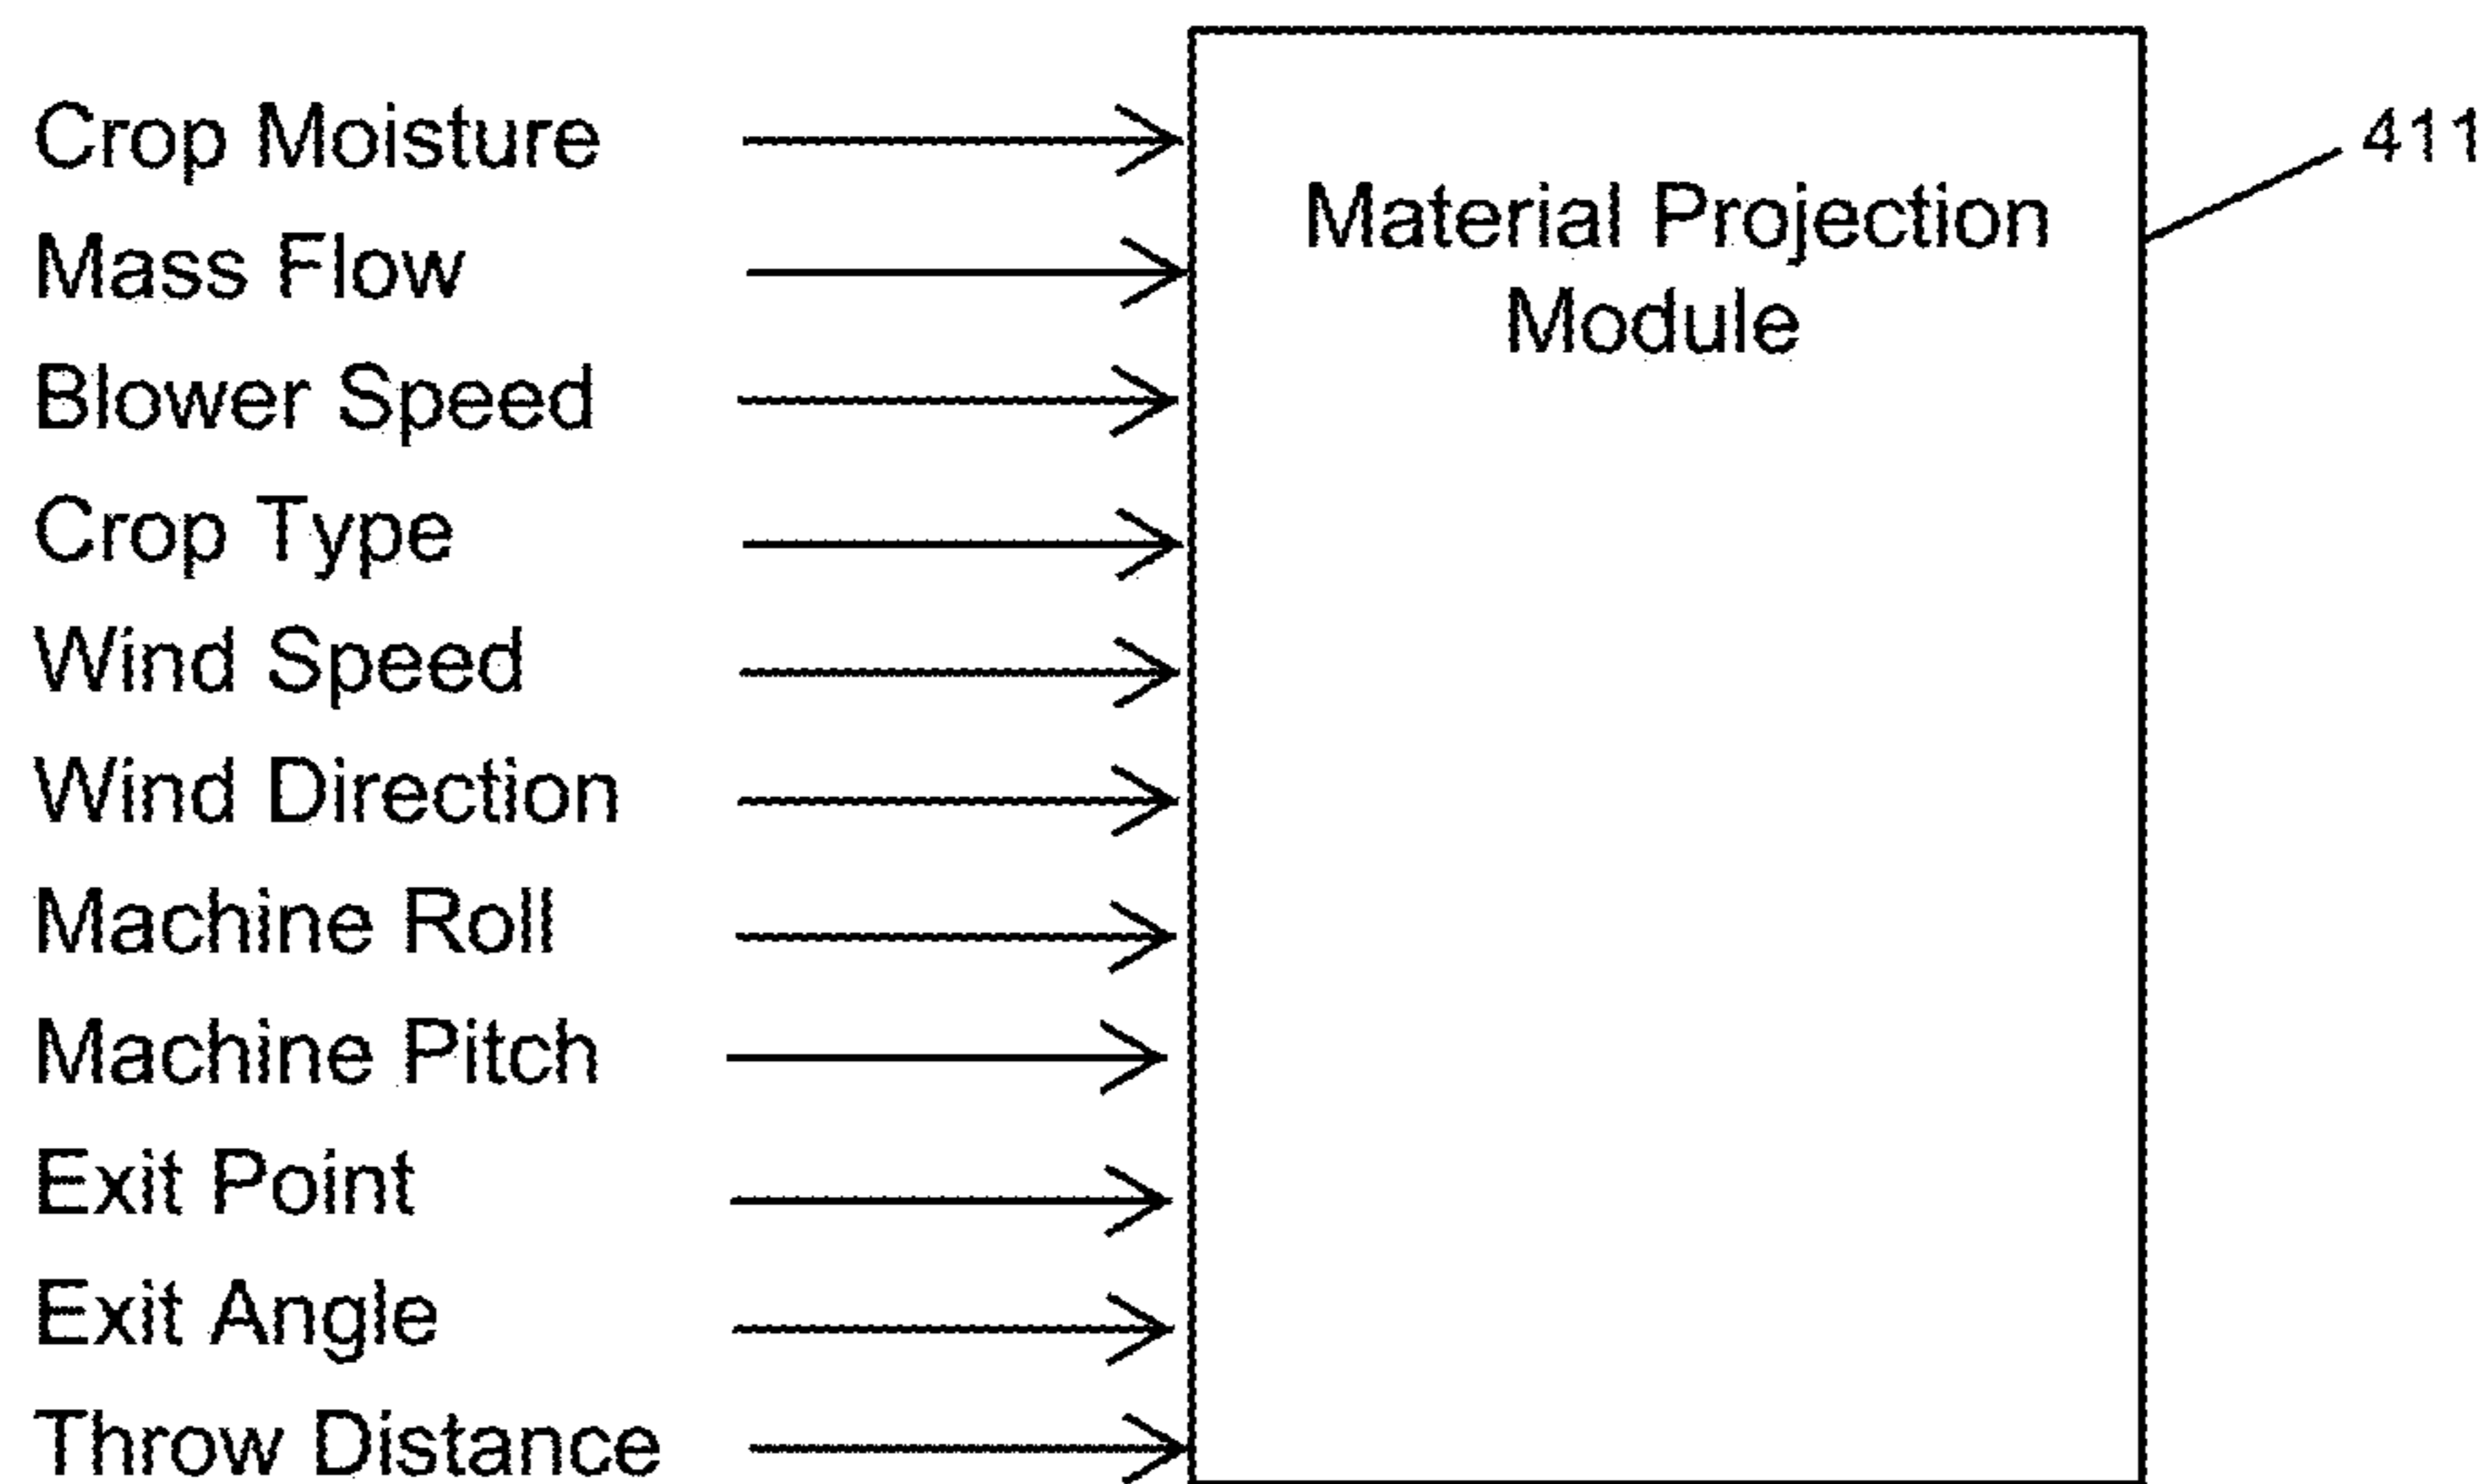 Crop Moisture
Mass Flow
Blower Speed
Crop Type
Wind Speed
Wind Direction
Machine Roll
Machine Pitch
Exit Point
Exit Angle
Throw Distance
Material Projection
Module
411